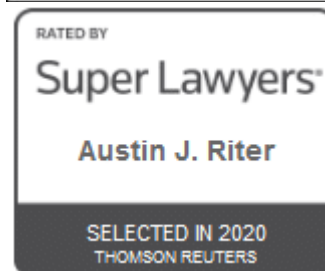 RATED BY
Super Lawyers®
Austin J. Riter
SELECTED IN 2020
THOMSON REUTERS